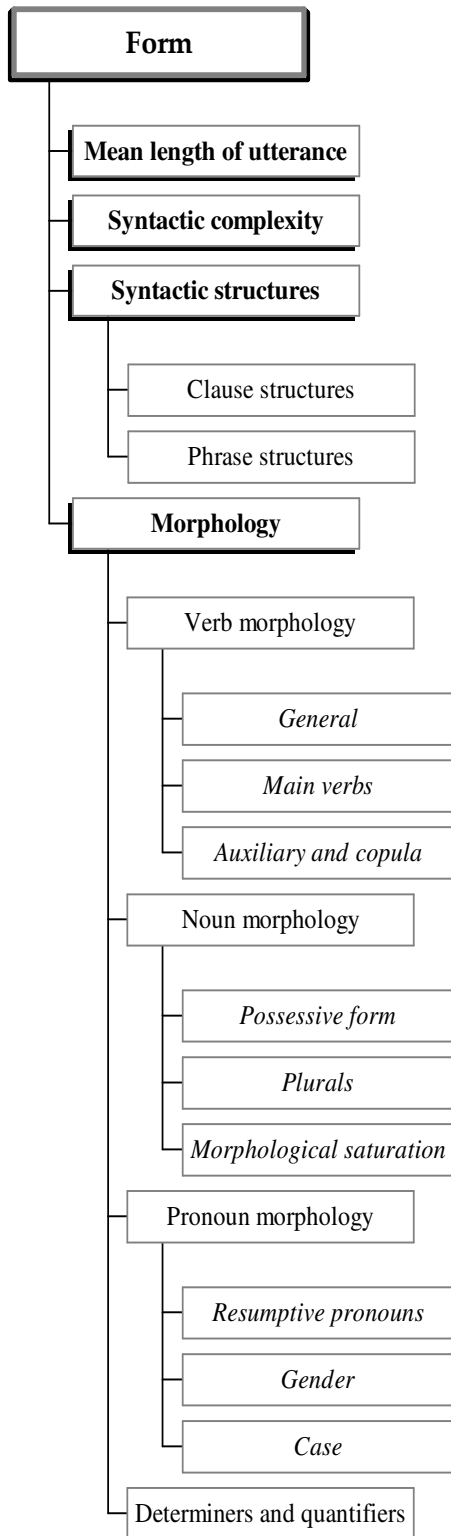 Form
Mean length of utterance
Syntactic complexity
Syntactic structures
Clause structures
Phrase structures
Morphology
Verb morphology
General
Main verbs
Auxiliary and copula
Noun morphology
Possessive form
Plurals
Morphological saturation
Pronoun morphology
Resumptive pronouns
Gender
Case
Determiners and quantifiers